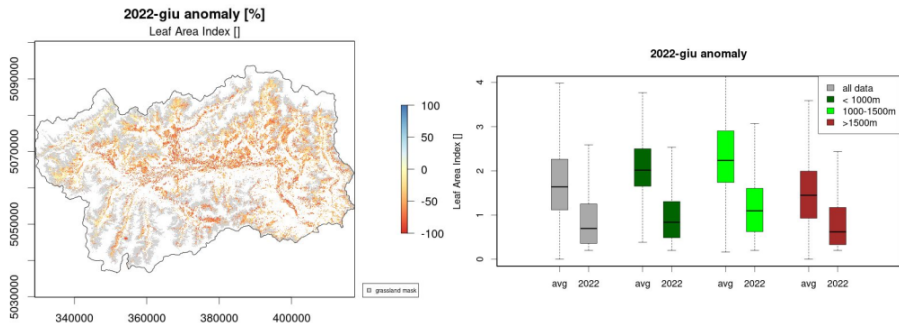 2022-giu anomaly [%]
Leaf Area Index []
5090000
5070000
5050000
5030000
340000
360000
380000
400000
100
50
0
-50
-100
Leaf Area Index []
grassland mask
2022-giu anomaly
4
3
2
1
0
all data
< 1000m
1000-1500m
>1500m
avg 2022 avg 2022 avg 2022 avg 2022